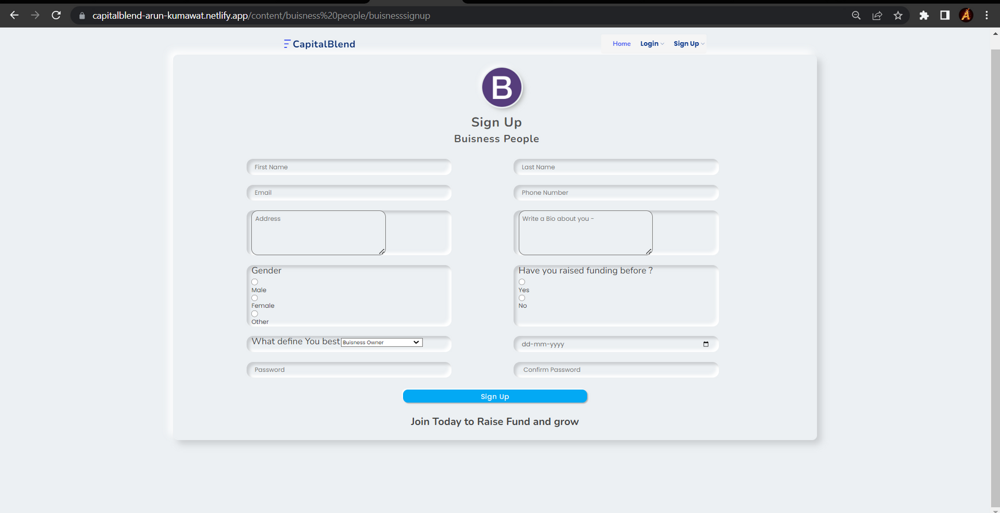 capitalblend-arun-kumawat.netlify.app/content/buisness%20people/buisnesssignup
CapitalBlend
Home Login Sign Up
B
Sign Up
Buisness People
First Name
Last Name
Email
Phone Number
Address
Write a Bio about you -
Gender
Male
Female
Other
Have you raised funding before ?
Yes
No
What define You best Buisness Owner
dd-mm-yyyy
Password
Confirm Password
Sign Up
Join Today to Raise Fund and grow